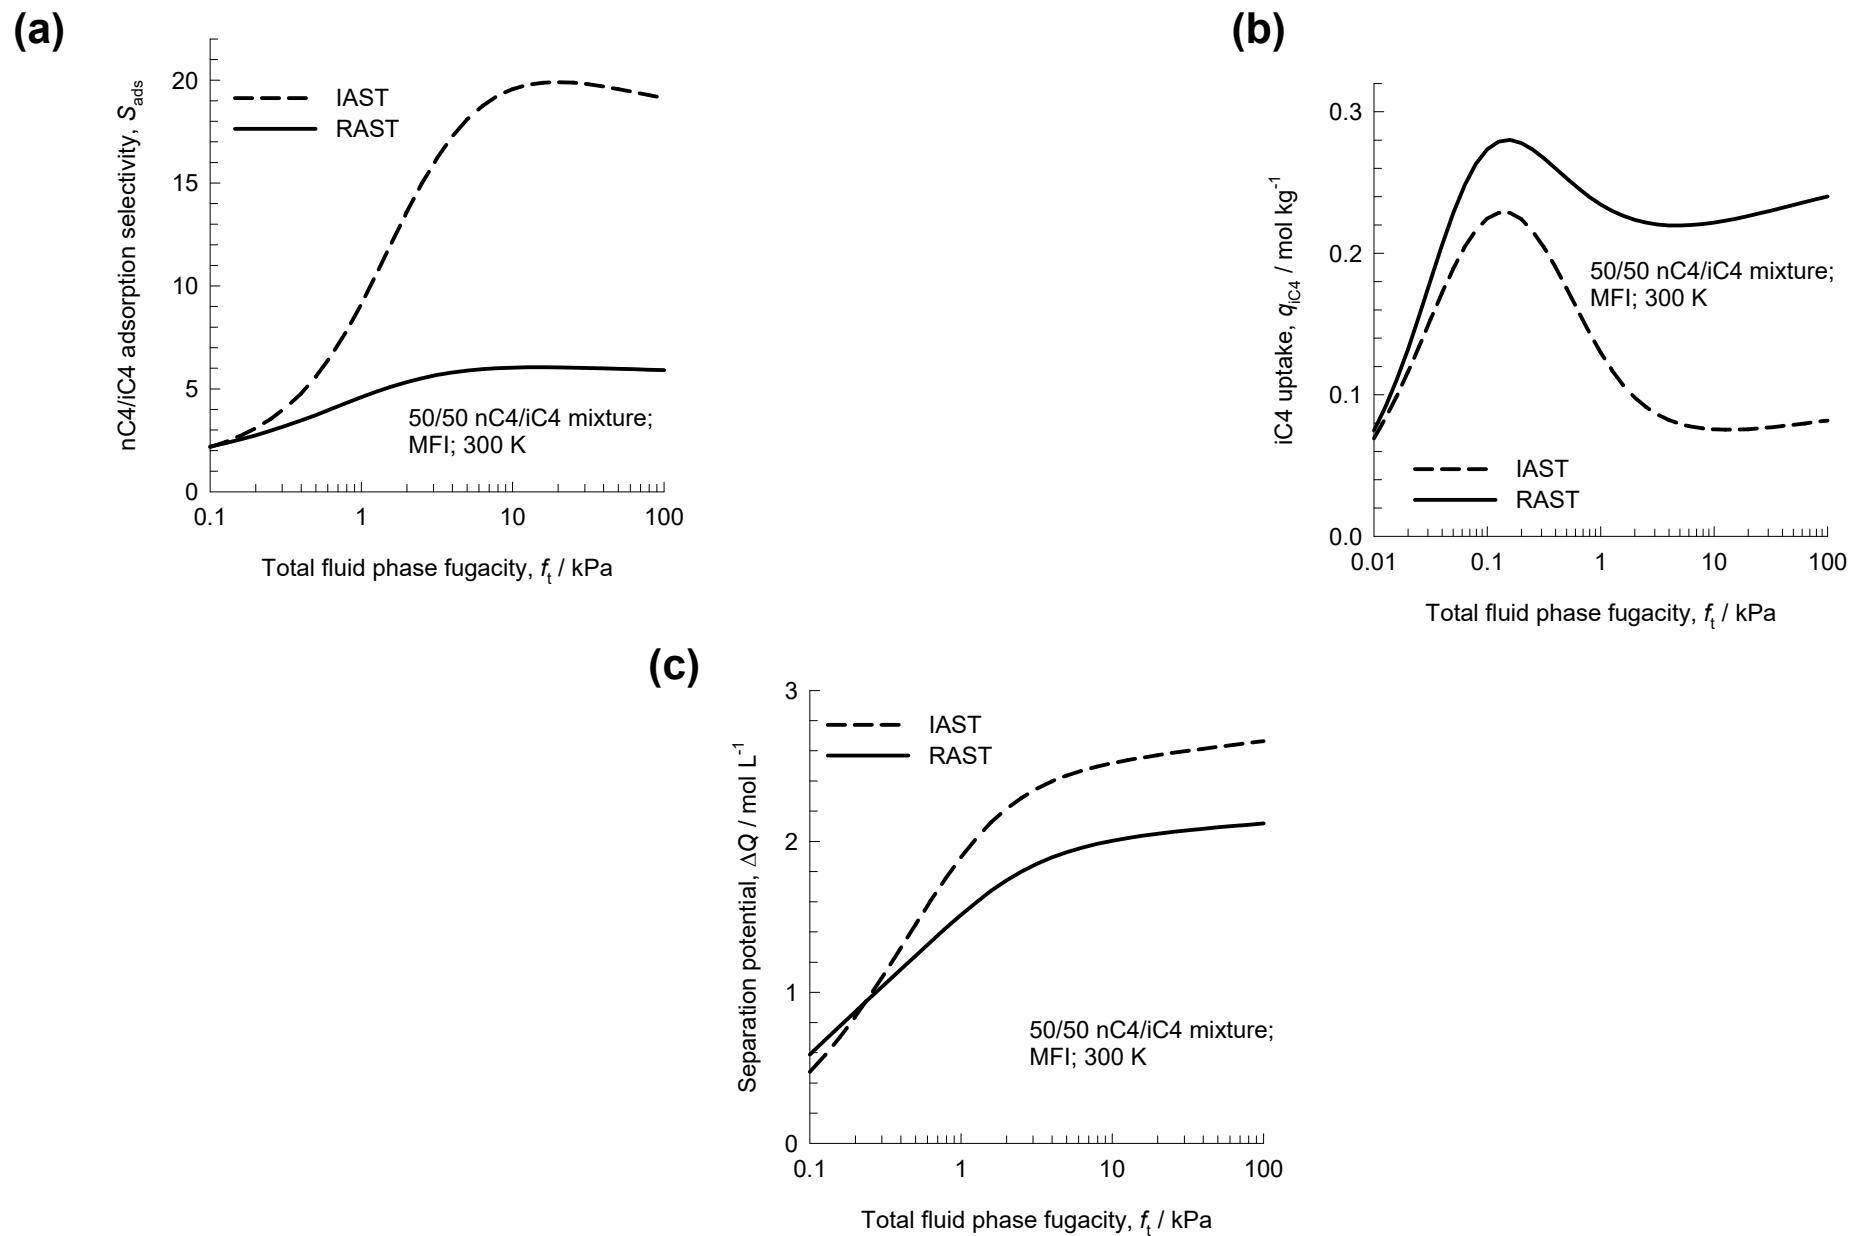 (a)
nC4/iC4 adsorption selectivity, Sads
20
15
10
5
0
IAST
RAST
50/50 nC4/iC4 mixture;
MFI; 300 K
0.1 1 10 100
Total fluid phase fugacity, ft / kPa
(b)
iC4 uptake, qiC4 / mol kg-1
0.3
0.2
0.1
0.0
50/50 nC4/iC4 mixture;
MFI; 300 K
IAST
RAST
0.01 0.1 1 10 100
Total fluid phase fugacity, ft / kPa
(c)
Separation potential, ΔQ / mol L-1
3
2
1
0
IAST
RAST
50/50 nC4/iC4 mixture;
MFI; 300 K
0.1 1 10 100
Total fluid phase fugacity, ft / kPa